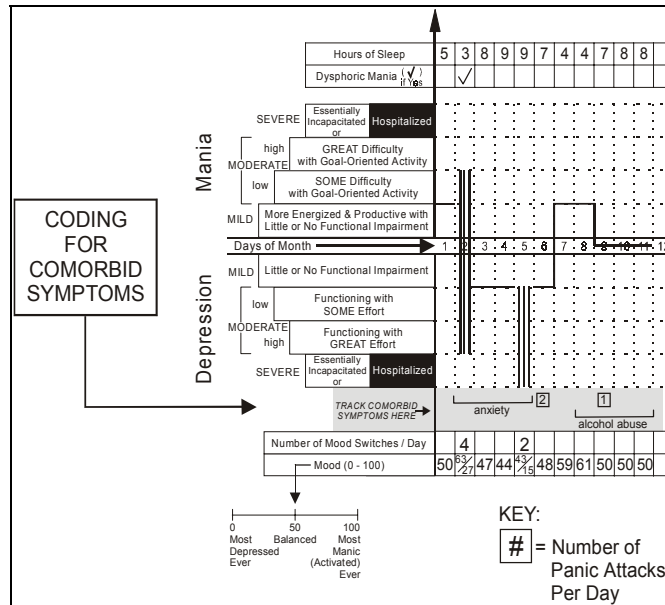 Hours of Sleep 5 3 8 9 9 7 4 4 7 8 8
Dysphoric Mania (✓ if Yes) ✓
SEVERE Essentially Incapacitated or Hospitalized
Mania
MODERATE
high GREAT Difficulty with Goal-Oriented Activity
low SOME Difficulty with Goal-Oriented Activity
MILD More Energized & Productive with Little or No Functional Impairment
CODING
FOR
COMORBID
SYMPTOMS
Days of Month 1 2 3 4 5 6 7 8 9 10 11 12
Depression
MILD Little or No Functional Impairment
MODERATE
low Functioning with SOME Effort
high Functioning with GREAT Effort
SEVERE Essentially Incapacitated or Hospitalized
TRACK COMORBID
SYMPTOMS HERE
anxiety 2 1
alcohol abuse
Number of Mood Switches / Day 4 2
Mood (0 - 100) 50 63/27 47 44 43/15 48 59 61 50 50 50
0 50 100
Most Balanced Most
Depressed Manic
Ever (Activated)
Ever
KEY:
# = Number of
Panic Attacks
Per Day